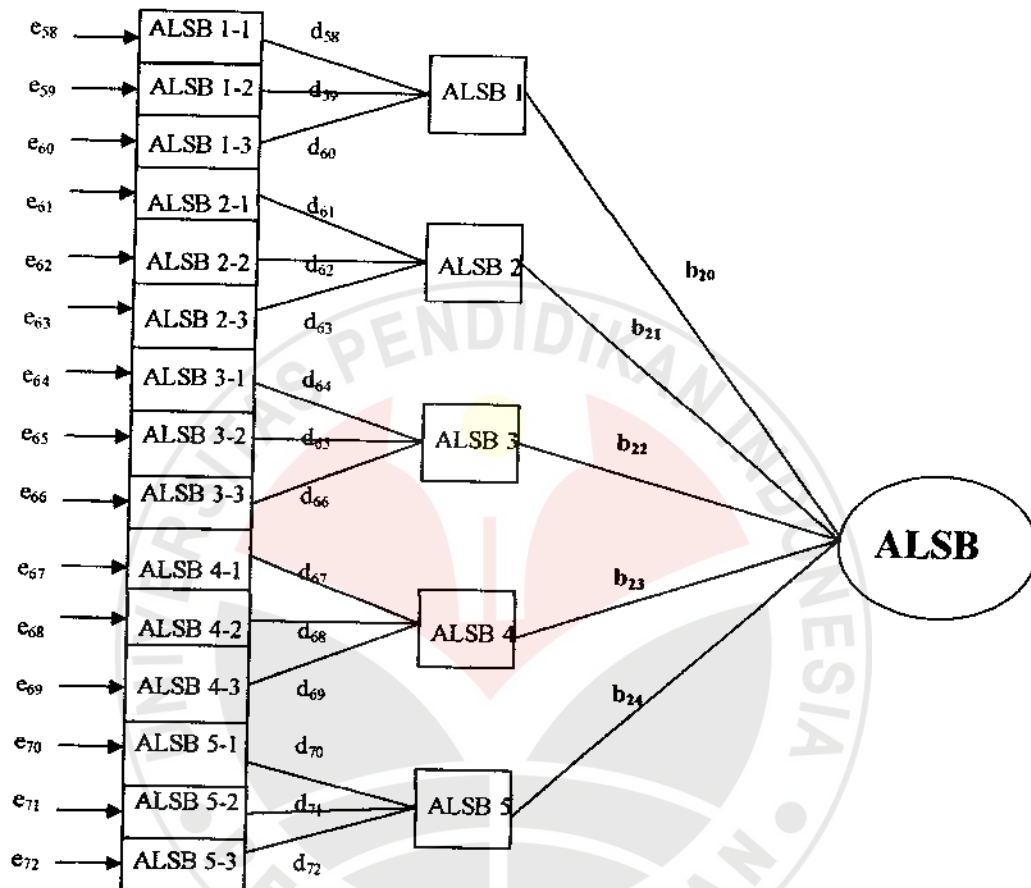 e58 ALSB 1-1 d58
e59 ALSB 1-2 d59 ALSB 1
e60 ALSB 1-3 d60
e61 ALSB 2-1 d61
e62 ALSB 2-2 d62 ALSB 2 b20
e63 ALSB 2-3 d63 b21
e64 ALSB 3-1 d64
e65 ALSB 3-2 d65 ALSB 3 b22
e66 ALSB 3-3 d66
e67 ALSB 4-1 d67 ALSB
e68 ALSB 4-2 d68 ALSB 4 b23
e69 ALSB 4-3 d69 b24
e70 ALSB 5-1 d70
e71 ALSB 5-2 d71 ALSB 5
e72 ALSB 5-3 d72
UNIVERSITAS PENDIDIKAN INDONESIA